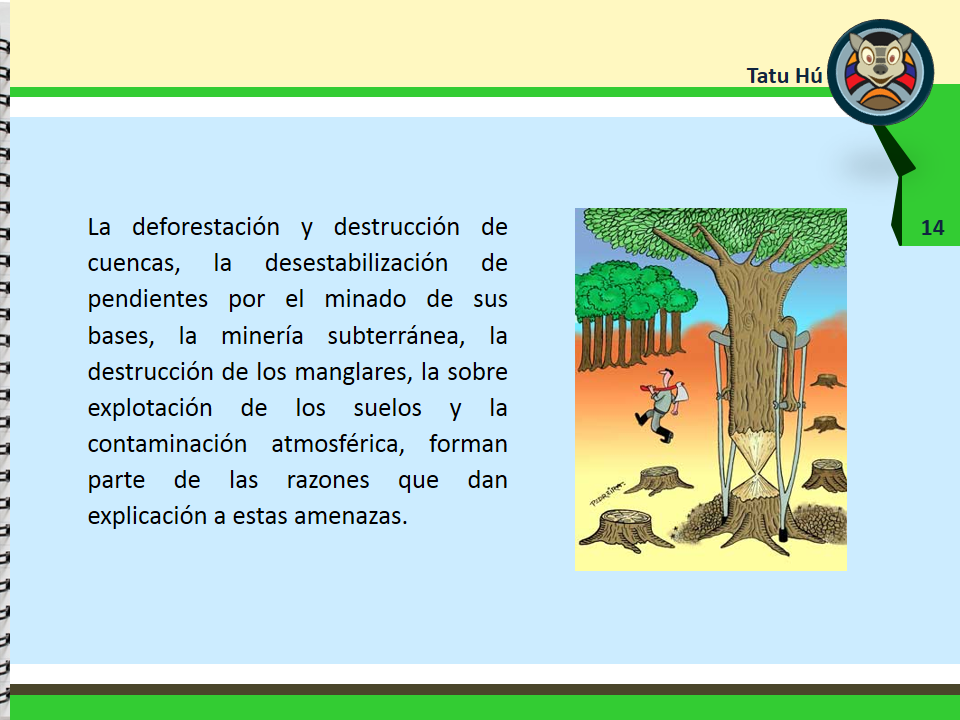 Tatu Hú
14
La deforestación y destrucción de
cuencas, la desestabilización de
pendientes por el minado de sus
bases, la minería subterránea, la
destrucción de los manglares, la sobre
explotación de los suelos y la
contaminación atmosférica, forman
parte de las razones que dan
explicación a estas amenazas.